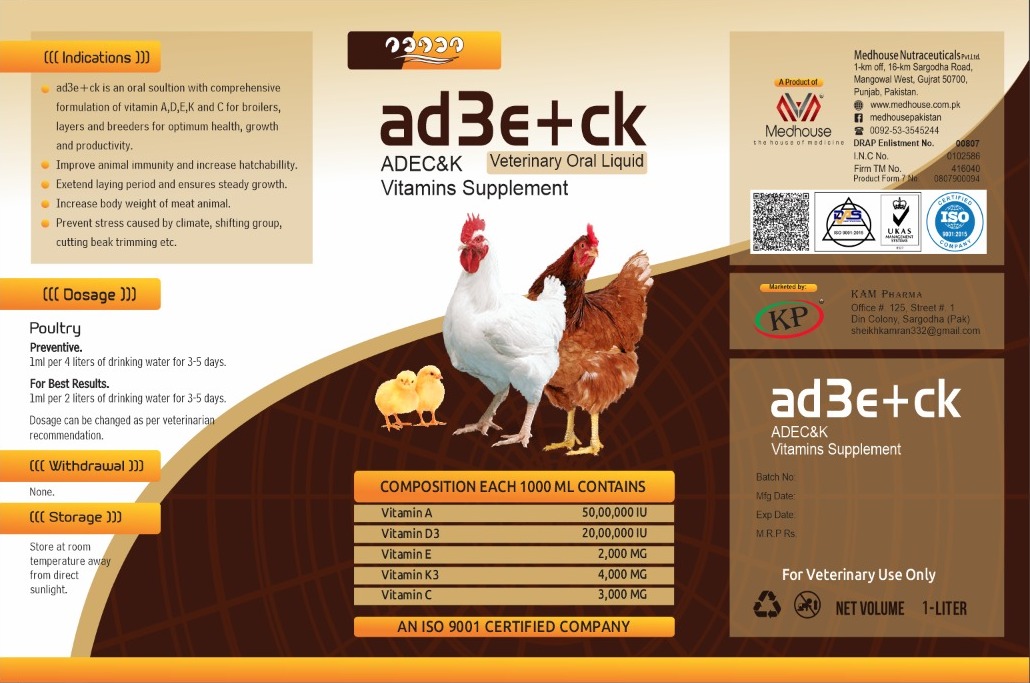 ((( Indications )))
ad3e+ck is an oral soultion with comprehensive
formulation of vitamin A,D,E,K and C for broilers,
layers and breeders for optimum health, growth
and productivity.
Improve animal immunity and increase hatchabillity.
Exetend laying period and ensures steady growth.
Increase body weight of meat animal.
Prevent stress caused by climate, shifting group,
cutting beak trimming etc.
((( Dosage )))
Poultry
Preventive.
1ml per 4 liters of drinking water for 3-5 days.
For Best Results.
1ml per 2 liters of drinking water for 3-5 days.
Dosage can be changed as per veterinarian
recommendation.
((( Withdrawal )))
None.
((( Storage )))
Store at room
temperature away
from direct
sunlight.
ad3e+ck
ADEC&K Veterinary Oral Liquid
Vitamins Supplement
COMPOSITION EACH 1000 ML CONTAINS
Vitamin A 50,00,000 IU
Vitamin D3 20,00,000 IU
Vitamin E 2,000 MG
Vitamin K3 4,000 MG
Vitamin C 3,000 MG
AN ISO 9001 CERTIFIED COMPANY
A Product of
Medhouse
the house of medicine
Medhouse Nutraceuticals Pvt.Ltd.
1-km off, 16-km Sargodha Road,
Mangowal West, Gujrat 50700,
Punjab, Pakistan.
www.medhouse.com.pk
medhousepakistan
0092-53-3545244
DRAP Enlistment No. 00807
I.N.C No. 0102586
Firm TM No. 416040
Product Form 7 No. 0807900094
ISO 9001:2015
UKAS
MANAGEMENT
SYSTEMS
CERTIFIED
ISO
9001:2015
COMPANY
Marketed by:
KP
KAM PHARMA
Office #. 125, Street #. 1
Din Colony, Sargodha (Pak)
sheikhkamran332@gmail.com
ad3e+ck
ADEC&K
Vitamins Supplement
Batch No:
Mfg Date:
Exp Date:
M.R.P Rs.
For Veterinary Use Only
NET VOLUME 1-LITER